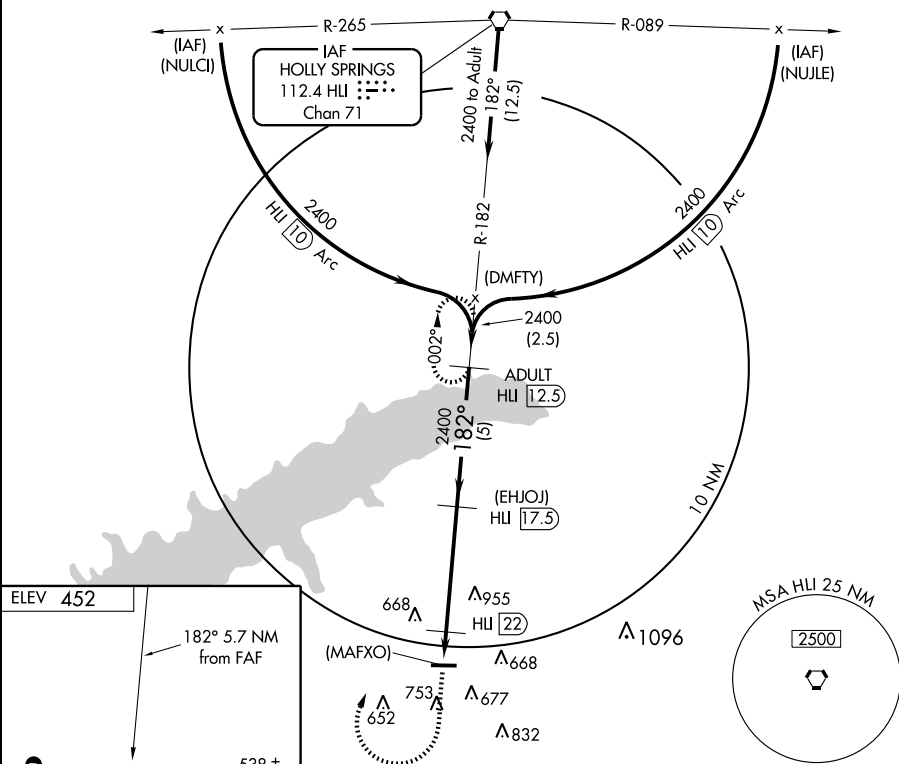 R-265
R-089
(IAF)
(NULCI)
(IAF)
(NUJLE)
IAF
HOLLY SPRINGS
112.4 HLI
Chan 71
2400 to Adult
182°
(12.5)
R-182
2400
HLI 10 Arc
2400
HLI 10 Arc
(DMFTY)
2400
(2.5)
002°
ADULT
HLI 12.5
2400
182°
(5)
(EHJOJ)
HLI 17.5
10 NM
ELEV 452
182° 5.7 NM
from FAF
668
955
HLI 22
1096
(MAFXO)
668
753
677
652
832
MSA HLI 25 NM
2500